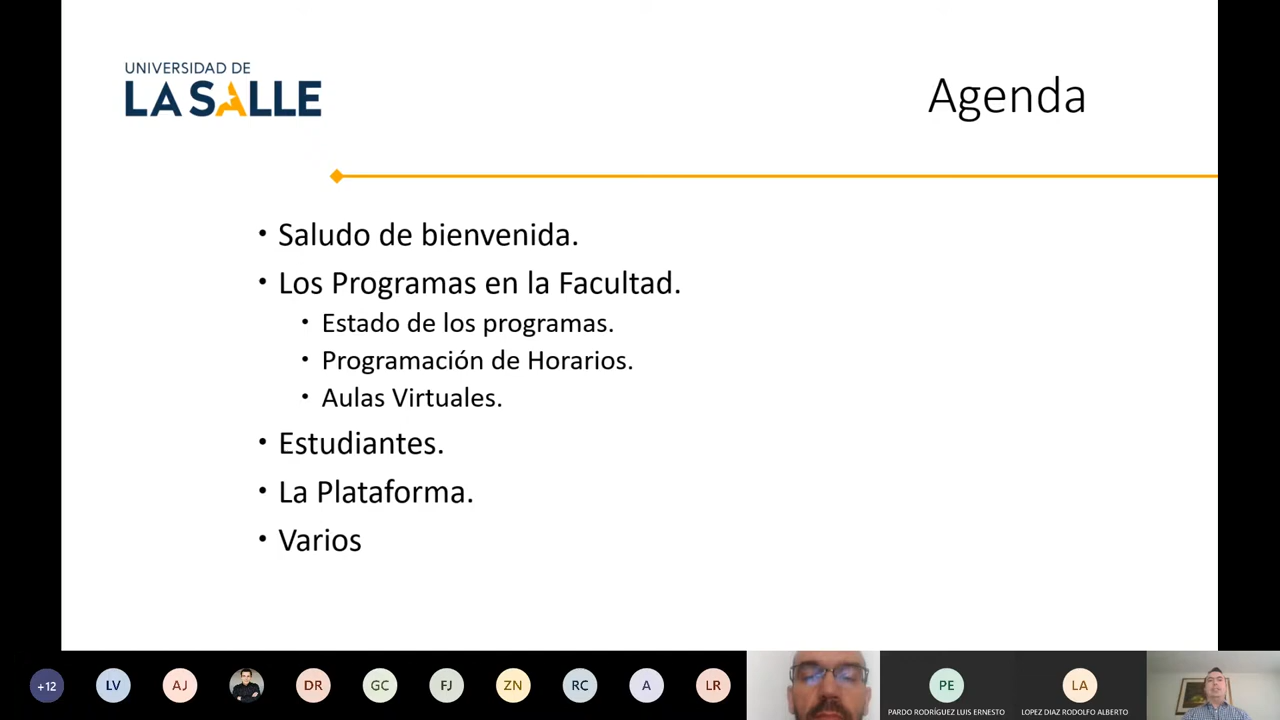 UNIVERSIDAD DE
LA SALLE
Agenda
• Saludo de bienvenida.
• Los Programas en la Facultad.
• Estado de los programas.
• Programación de Horarios.
• Aulas Virtuales.
• Estudiantes.
• La Plataforma.
• Varios
+12 LV AJ DR GC FJ ZN RC A LR PE LA
PARDO RODRÍGUEZ LUIS ERNESTO LOPEZ DIAZ RODOLFO ALBERTO